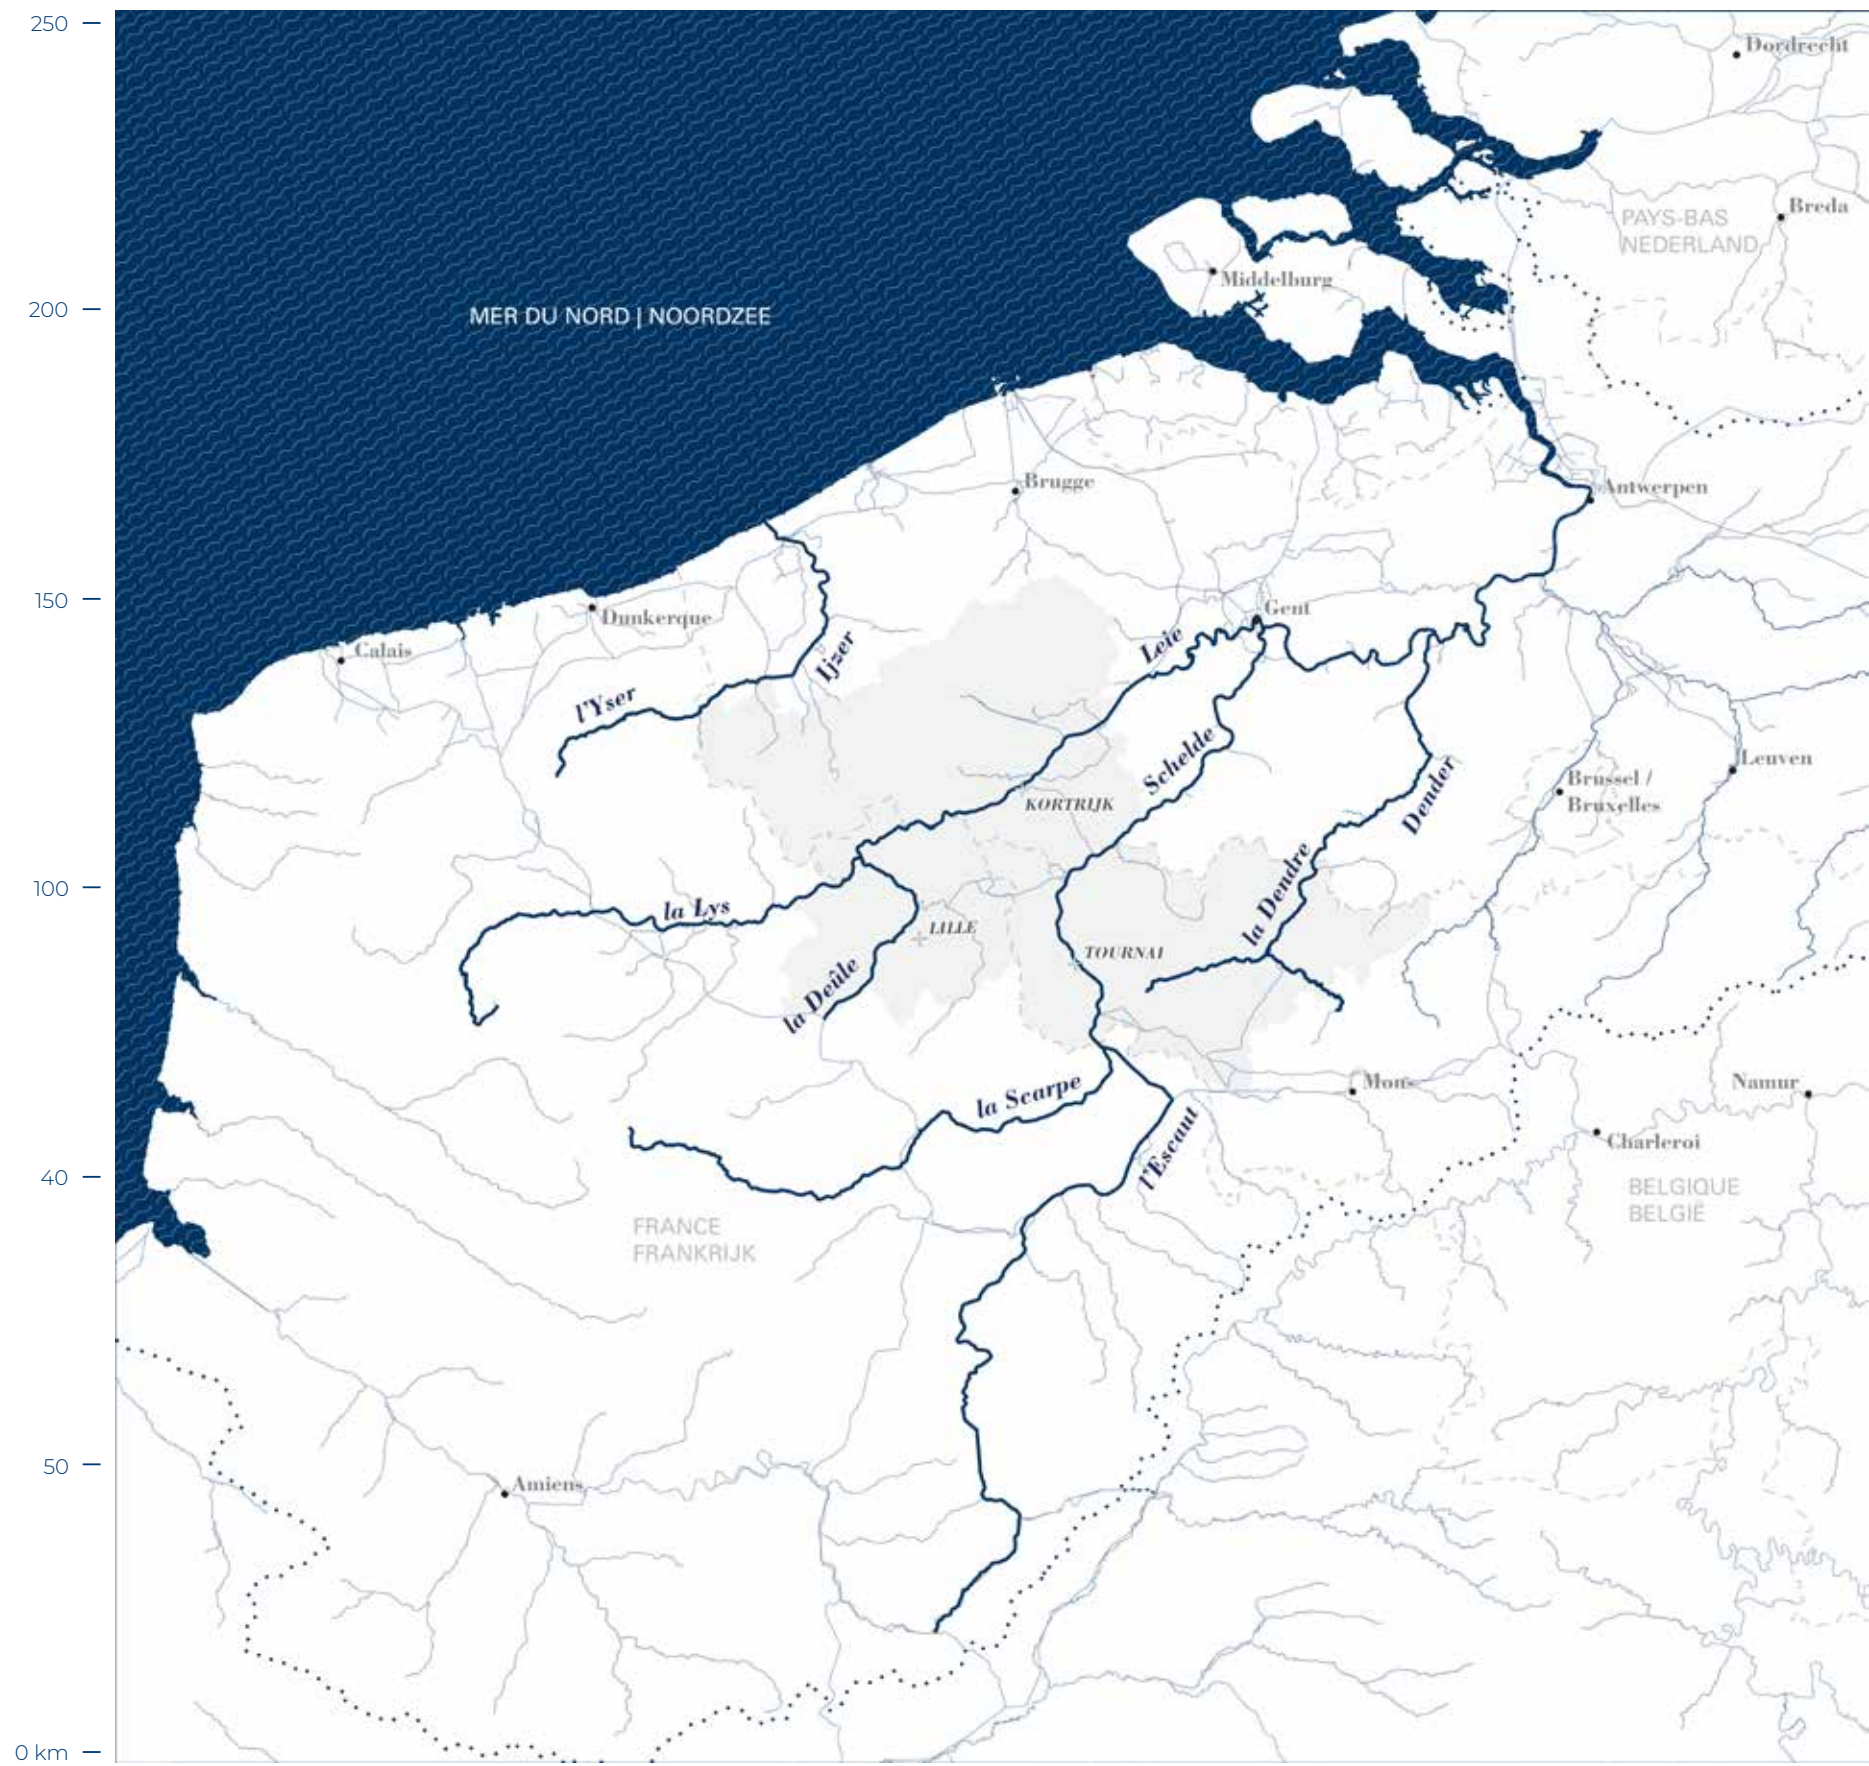 250
Dordrecht
Breda
PAYS-BAS
NEDERLAND
Middelburg
200
MER DU NORD | NOORDZEE
Brugge
Antwerpen
150
Gent
Dunkerque
Calais
Leie
Ijzer
l'Yser
Schelde
Leuven
Brussel /
Bruxelles
Dender
KORTRIJK
100
la Dendre
la Lys
LILLE
TOURNAI
la Deûle
la Scarpe
Mons
Namur
l'Escaut
Charleroi
40
BELGIQUE
BELGIË
FRANCE
FRANKRIJK
50
Amiens
0 km